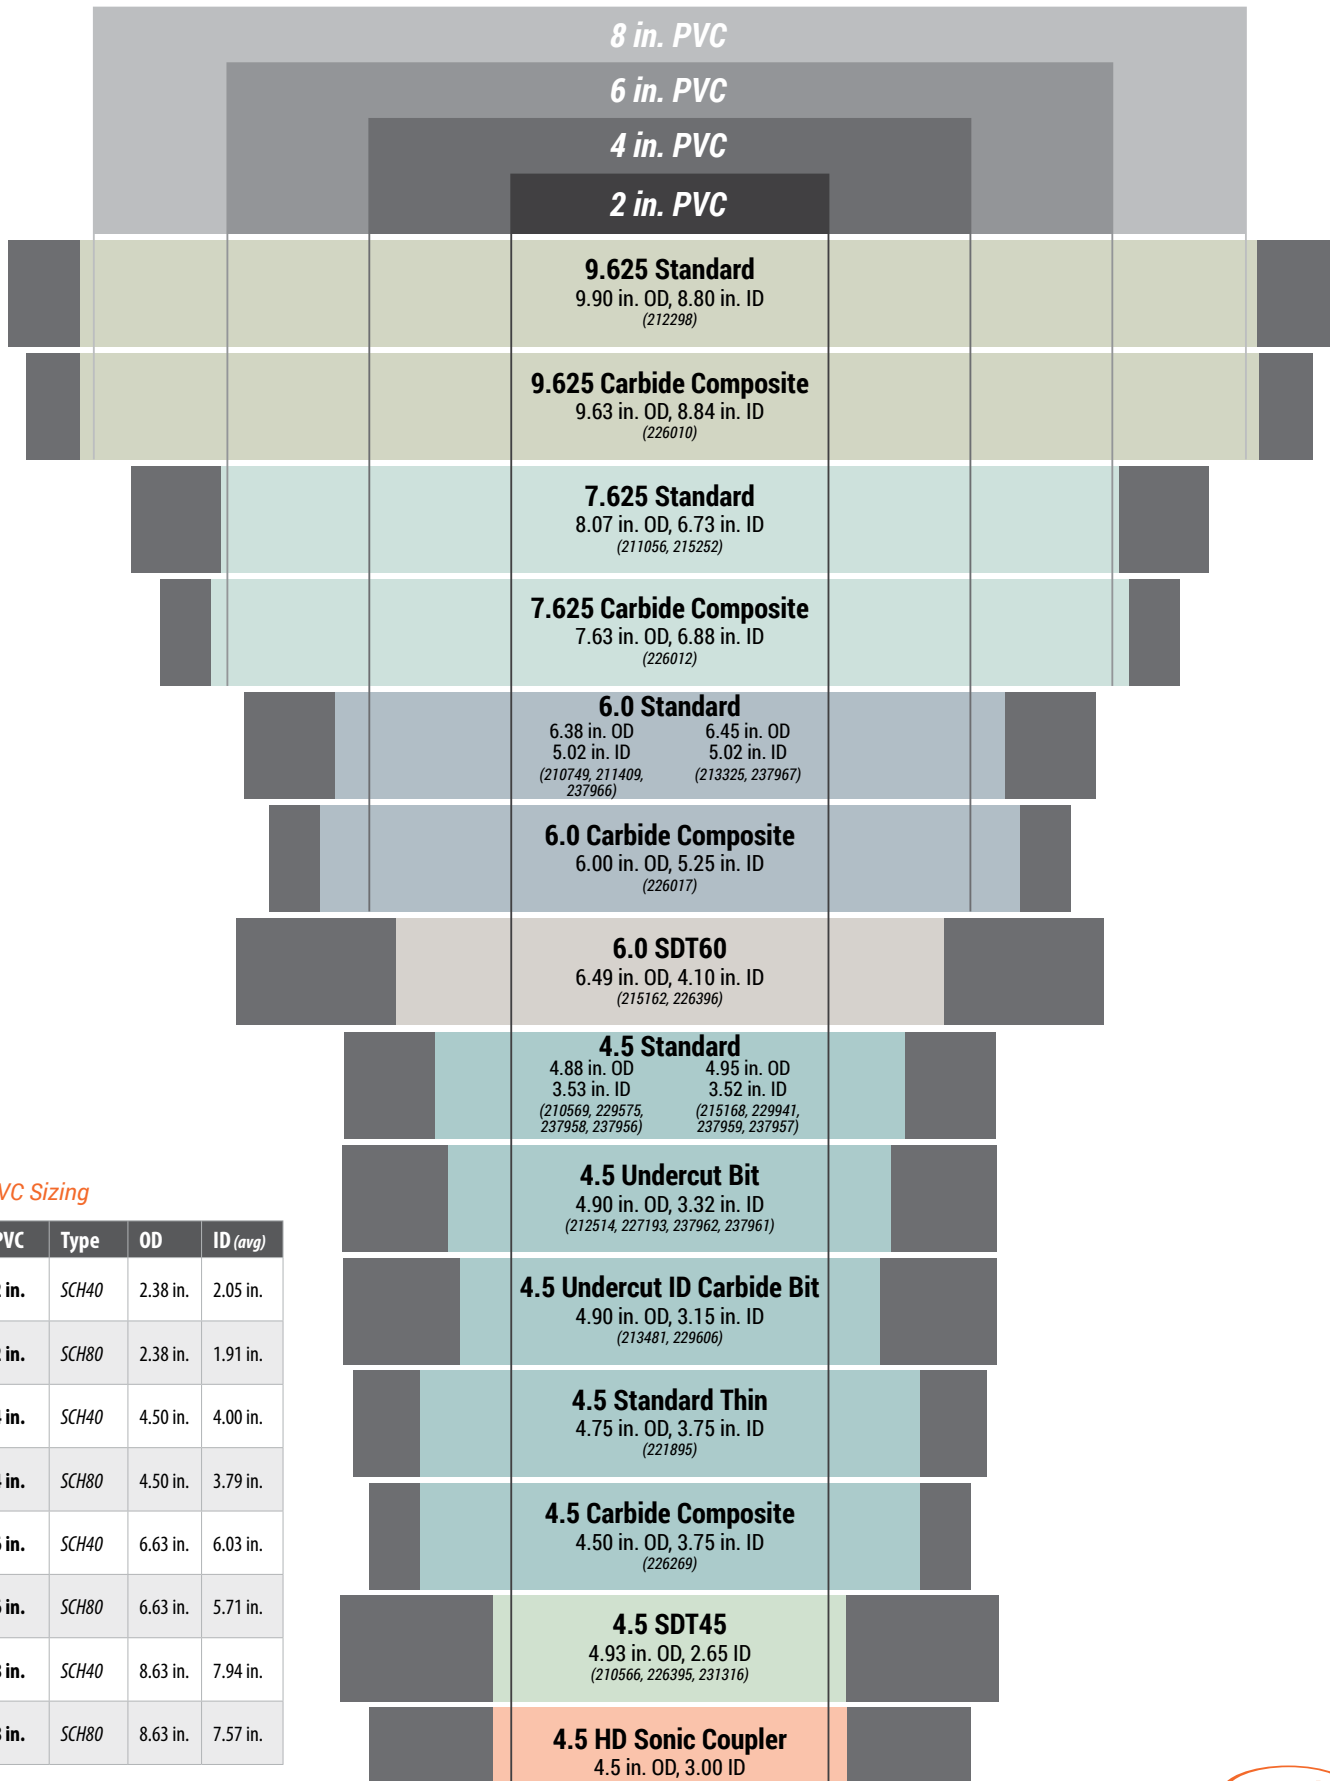 8 in. PVC
6 in. PVC
4 in. PVC
2 in. PVC
9.625 Standard
9.90 in. OD, 8.80 in. ID
(212298)
9.625 Carbide Composite
9.63 in. OD, 8.84 in. ID
(226010)
7.625 Standard
8.07 in. OD, 6.73 in. ID
(211056, 215252)
7.625 Carbide Composite
7.63 in. OD, 6.88 in. ID
(226012)
6.0 Standard
6.38 in. OD
5.02 in. ID
(210749, 211409,
237966)
6.45 in. OD
5.02 in. ID
(213325, 237967)
6.0 Carbide Composite
6.00 in. OD, 5.25 in. ID
(226017)
6.0 SDT60
6.49 in. OD, 4.10 in. ID
(215162, 226396)
4.5 Standard
4.88 in. OD
3.53 in. ID
(210569, 229575,
237958, 237956)
4.95 in. OD
3.52 in. ID
(215168, 229941,
237959, 237957)
4.5 Undercut Bit
4.90 in. OD, 3.32 in. ID
(212514, 227193, 237962, 237961)
4.5 Undercut ID Carbide Bit
4.90 in. OD, 3.15 in. ID
(213481, 229606)
4.5 Standard Thin
4.75 in. OD, 3.75 in. ID
(221895)
4.5 Carbide Composite
4.50 in. OD, 3.75 in. ID
(226269)
4.5 SDT45
4.93 in. OD, 2.65 ID
(210566, 226395, 231316)
4.5 HD Sonic Coupler
4.5 in. OD, 3.00 ID
VC Sizing
PVC Type OD ID (avg)
in. SCH40 2.38 in. 2.05 in.
in. SCH80 2.38 in. 1.91 in.
in. SCH40 4.50 in. 4.00 in.
in. SCH80 4.50 in. 3.79 in.
in. SCH40 6.63 in. 6.03 in.
in. SCH80 6.63 in. 5.71 in.
in. SCH40 8.63 in. 7.94 in.
in. SCH80 8.63 in. 7.57 in.